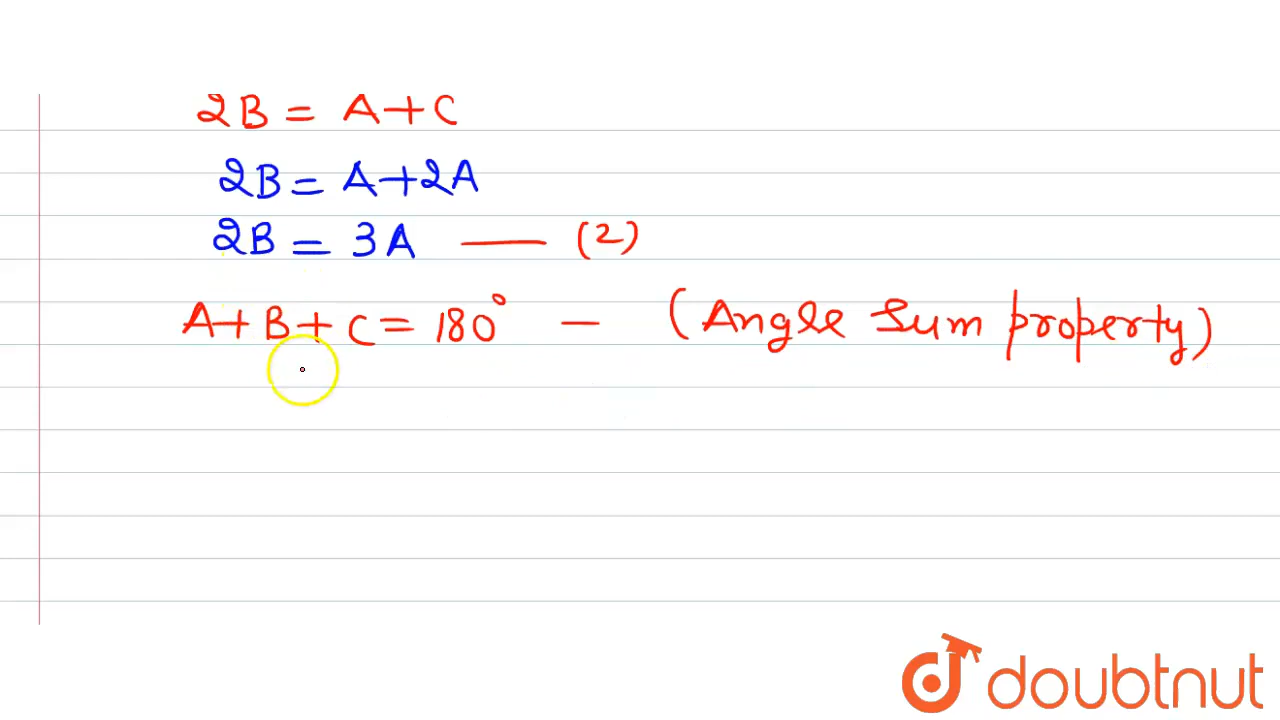 2B = A+C
2B = A+2A
2B = 3A — (2)
A+B+C = 180° — (Angle Sum property)
doubtnut